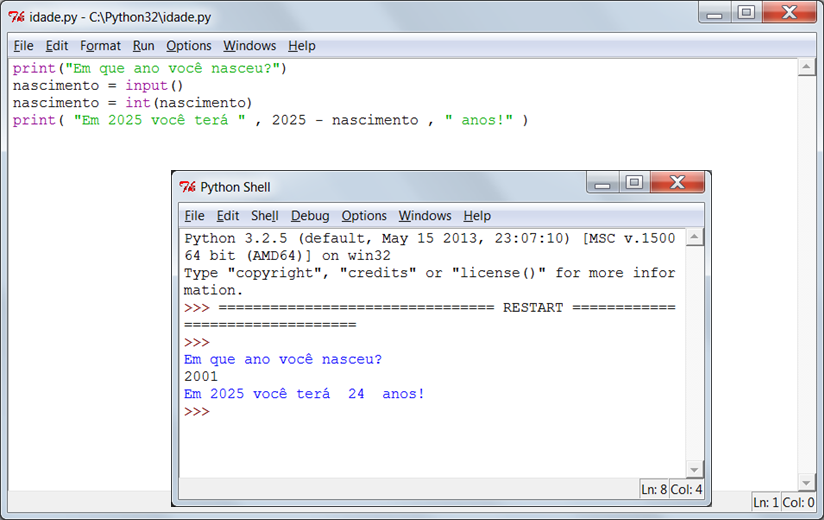 idade.py - C:\Python32\idade.py
File Edit Format Run Options Windows Help
print("Em que ano você nasceu?")
nascimento = input()
nascimento = int(nascimento)
print( "Em 2025 você terá " , 2025 - nascimento , " anos!" )
Python Shell
File Edit Shell Debug Options Windows Help
Python 3.2.5 (default, May 15 2013, 23:07:10) [MSC v.1500
64 bit (AMD64)] on win32
Type "copyright", "credits" or "license()" for more infor
mation.
>>> ================================ RESTART ============
====================
>>>
Em que ano você nasceu?
2001
Em 2025 você terá  24  anos!
>>>
Ln: 8 Col: 4
Ln: 1 Col: 0